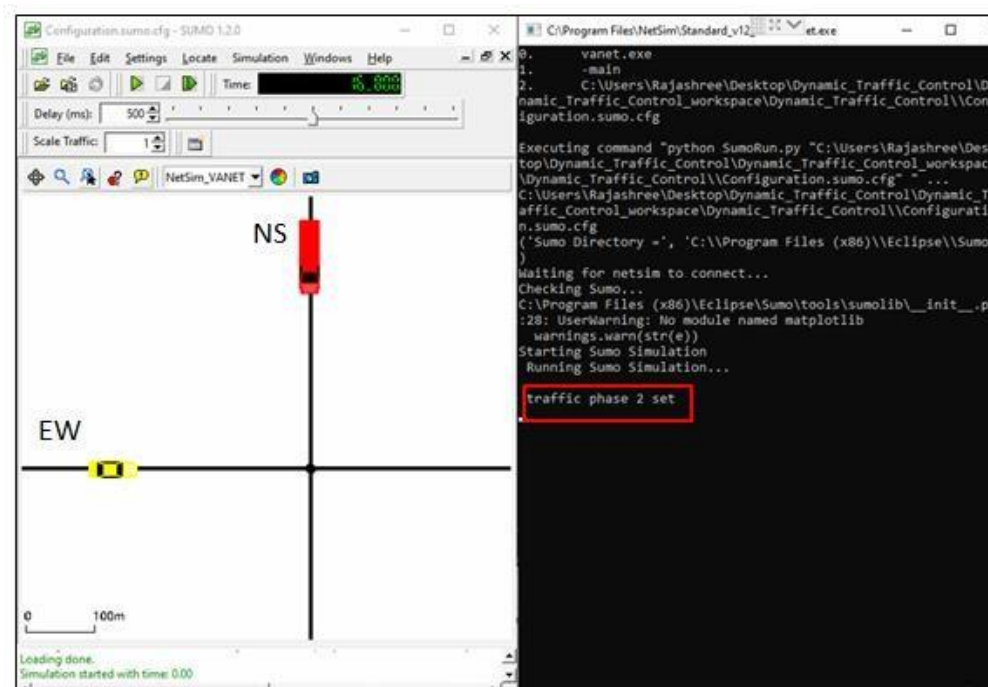 Configuration.sumo.cfg - SUMO 1.2.0
File Edit Settings Locate Simulation Windows Help
Time: 16.800
Delay (ms): 500
Scale Traffic: 1
NetSim_VANET
NS
EW
0 100m
Loading done.
Simulation started with time: 0.00
C:\Program Files\NetSim\Standard_v12 et.exe
0. vanet.exe
1. -main
2. C:\Users\Rajashree\Desktop\Dynamic_Traffic_Control\D
namic_Traffic_Control_workspace\Dynamic_Traffic_Control\\Con
iguration.sumo.cfg
Executing command "python SumoRun.py "C:\Users\Rajashree\Des
top\Dynamic_Traffic_Control\Dynamic_Traffic_Control_workspac
\Dynamic_Traffic_Control\\Configuration.sumo.cfg" " ...
C:\Users\Rajashree\Desktop\Dynamic_Traffic_Control\Dynamic_T
affic_Control_workspace\Dynamic_Traffic_Control\\Configurati
n.sumo.cfg
('Sumo Directory =', 'C:\\Program Files (x86)\\Eclipse\\Sumo
)
Waiting for netsim to connect...
Checking Sumo...
C:\Program Files (x86)\Eclipse\Sumo\tools\sumolib\__init__.p
:28: UserWarning: No module named matplotlib
warnings.warn(str(e))
Starting Sumo Simulation
Running Sumo Simulation...
traffic phase 2 set